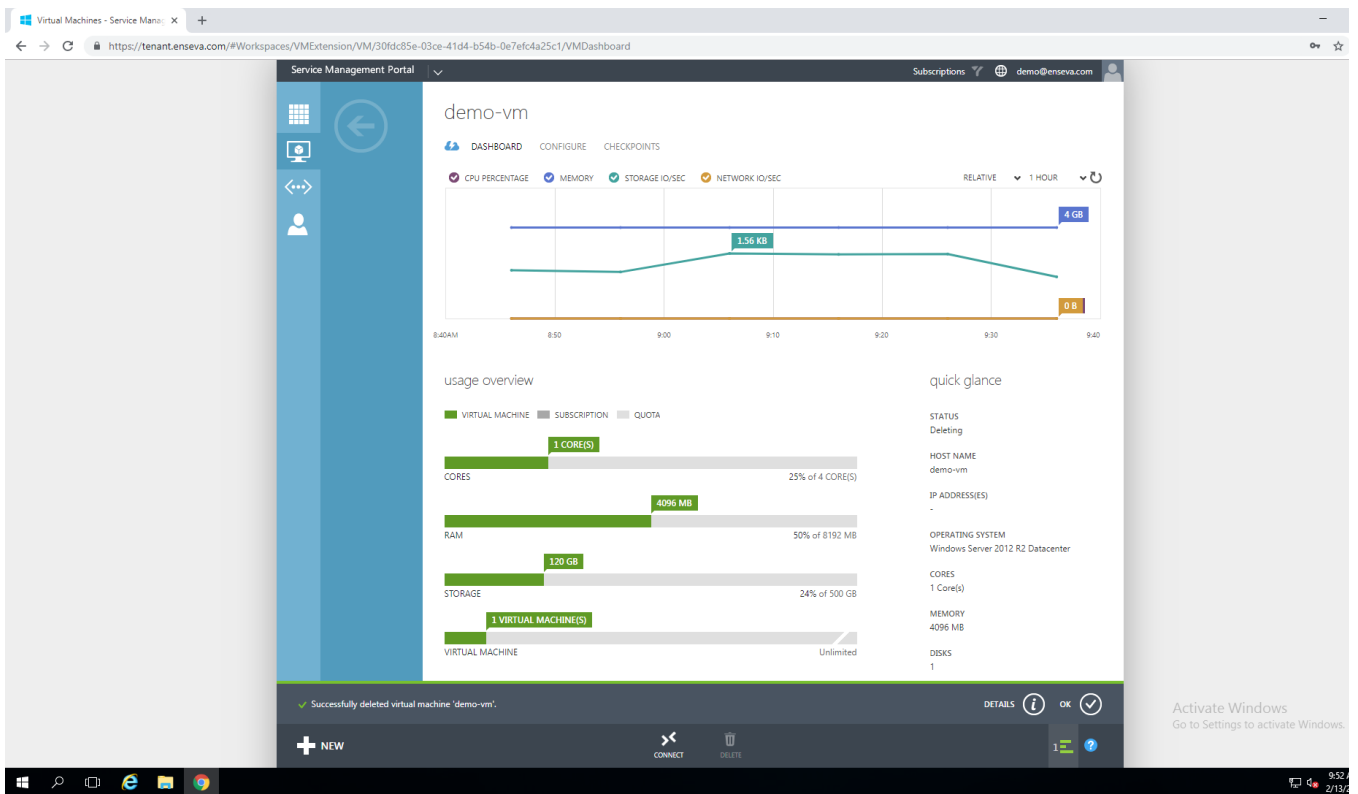 Virtual Machines - Service Manag
https://tenant.enseva.com/#Workspaces/VMExtension/VM/30fdc85e-03ce-41d4-b54b-0e7efc4a25c1/VMDashboard
Service Management Portal
Subscriptions
demo@enseva.com
demo-vm
DASHBOARD CONFIGURE CHECKPOINTS
CPU PERCENTAGE MEMORY STORAGE IO/SEC NETWORK IO/SEC RELATIVE 1 HOUR
4 GB
1.56 KB
0 B
8:40AM 8:50 9:00 9:10 9:20 9:30 9:40
usage overview
VIRTUAL MACHINE SUBSCRIPTION QUOTA
1 CORE(S)
CORES 25% of 4 CORE(S)
4096 MB
RAM 50% of 8192 MB
120 GB
STORAGE 24% of 500 GB
1 VIRTUAL MACHINE(S)
VIRTUAL MACHINE Unlimited
quick glance
STATUS
Deleting
HOST NAME
demo-vm
IP ADDRESS(ES)
-
OPERATING SYSTEM
Windows Server 2012 R2 Datacenter
CORES
1 Core(s)
MEMORY
4096 MB
DISKS
1
Successfully deleted virtual machine 'demo-vm'.
DETAILS OK
Activate Windows
Go to Settings to activate Windows.
NEW
CONNECT
DELETE
1
?
9:52 A
2/13/2